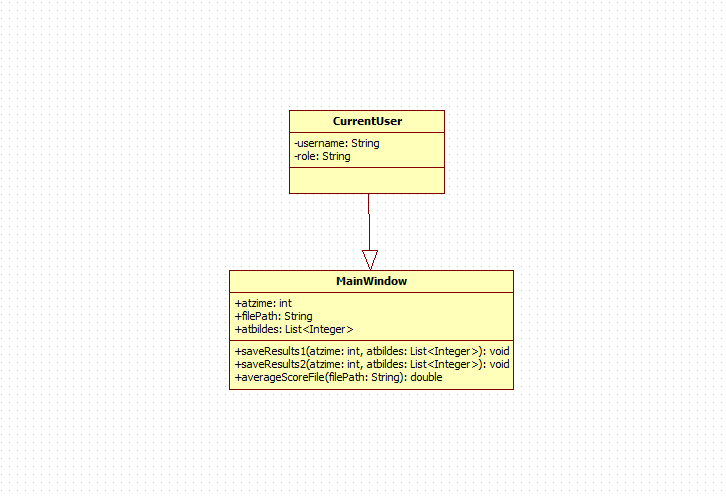 CurrentUser
-username: String
-role: String
MainWindow
+atzime: int
+filePath: String
+atbildes: List<Integer>
+saveResults1(atzime: int, atbildes: List<Integer>): void
+saveResults2(atzime: int, atbildes: List<Integer>): void
+averageScoreFile(filePath: String): double